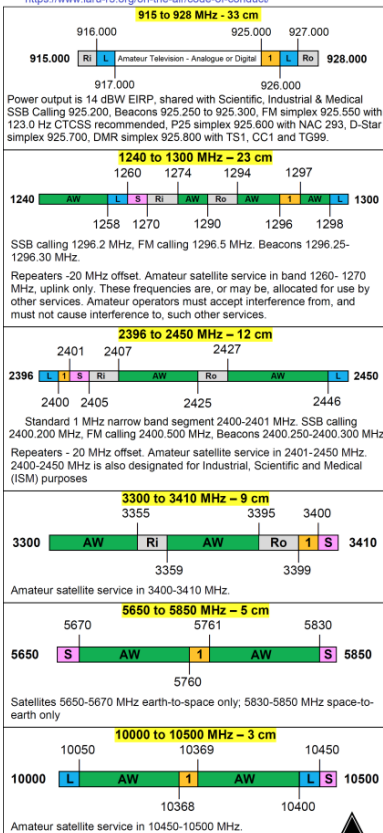 https://www.iaru-r3.org/on-the-air/code-of-conduct/
915 to 928 MHz - 33 cm
916.000 925.000 927.000
915.000 Ri L Amateur Television - Analogue or Digital 1 L Ro 928.000
917.000 926.000
Power output is 14 dBW EIRP, shared with Scientific, Industrial & Medical
SSB Calling 925.200, Beacons 925.250 to 925.300, FM simplex 925.550 with
123.0 Hz CTCSS recommended, P25 simplex 925.600 with NAC 293, D-Star
simplex 925.700, DMR simplex 925.800 with TS1, CC1 and TG99.
1240 to 1300 MHz – 23 cm
1260 1274 1294 1297
1240 AW L S Ri AW Ro AW 1 AW L 1300
1258 1270 1290 1296 1298
SSB calling 1296.2 MHz, FM calling 1296.5 MHz. Beacons 1296.25-
1296.30 MHz.
Repeaters -20 MHz offset. Amateur satellite service in band 1260- 1270
MHz, uplink only. These frequencies are, or may be, allocated for use by
other services. Amateur operators must accept interference from, and
must not cause interference to, such other services.
2396 to 2450 MHz – 12 cm
2401 2407 2427
2396 L 1 S Ri AW Ro AW L 2450
2400 2405 2425 2446
Standard 1 MHz narrow band segment 2400-2401 MHz. SSB calling
2400.200 MHz, FM calling 2400.500 MHz, Beacons 2400.250-2400.300 MHz
Repeaters - 20 MHz offset. Amateur satellite service in 2401-2450 MHz.
2400-2450 MHz is also designated for Industrial, Scientific and Medical
(ISM) purposes
3300 to 3410 MHz – 9 cm
3355 3395 3400
3300 AW Ri AW Ro 1 S 3410
3359 3399
Amateur satellite service in 3400-3410 MHz.
5650 to 5850 MHz – 5 cm
5670 5761 5830
5650 S AW 1 AW S 5850
5760
Satellites 5650-5670 MHz earth-to-space only; 5830-5850 MHz space-to-
earth only
10000 to 10500 MHz – 3 cm
10050 10369 10450
10000 L AW 1 AW L S 10500
10368 10400
Amateur satellite service in 10450-10500 MHz.